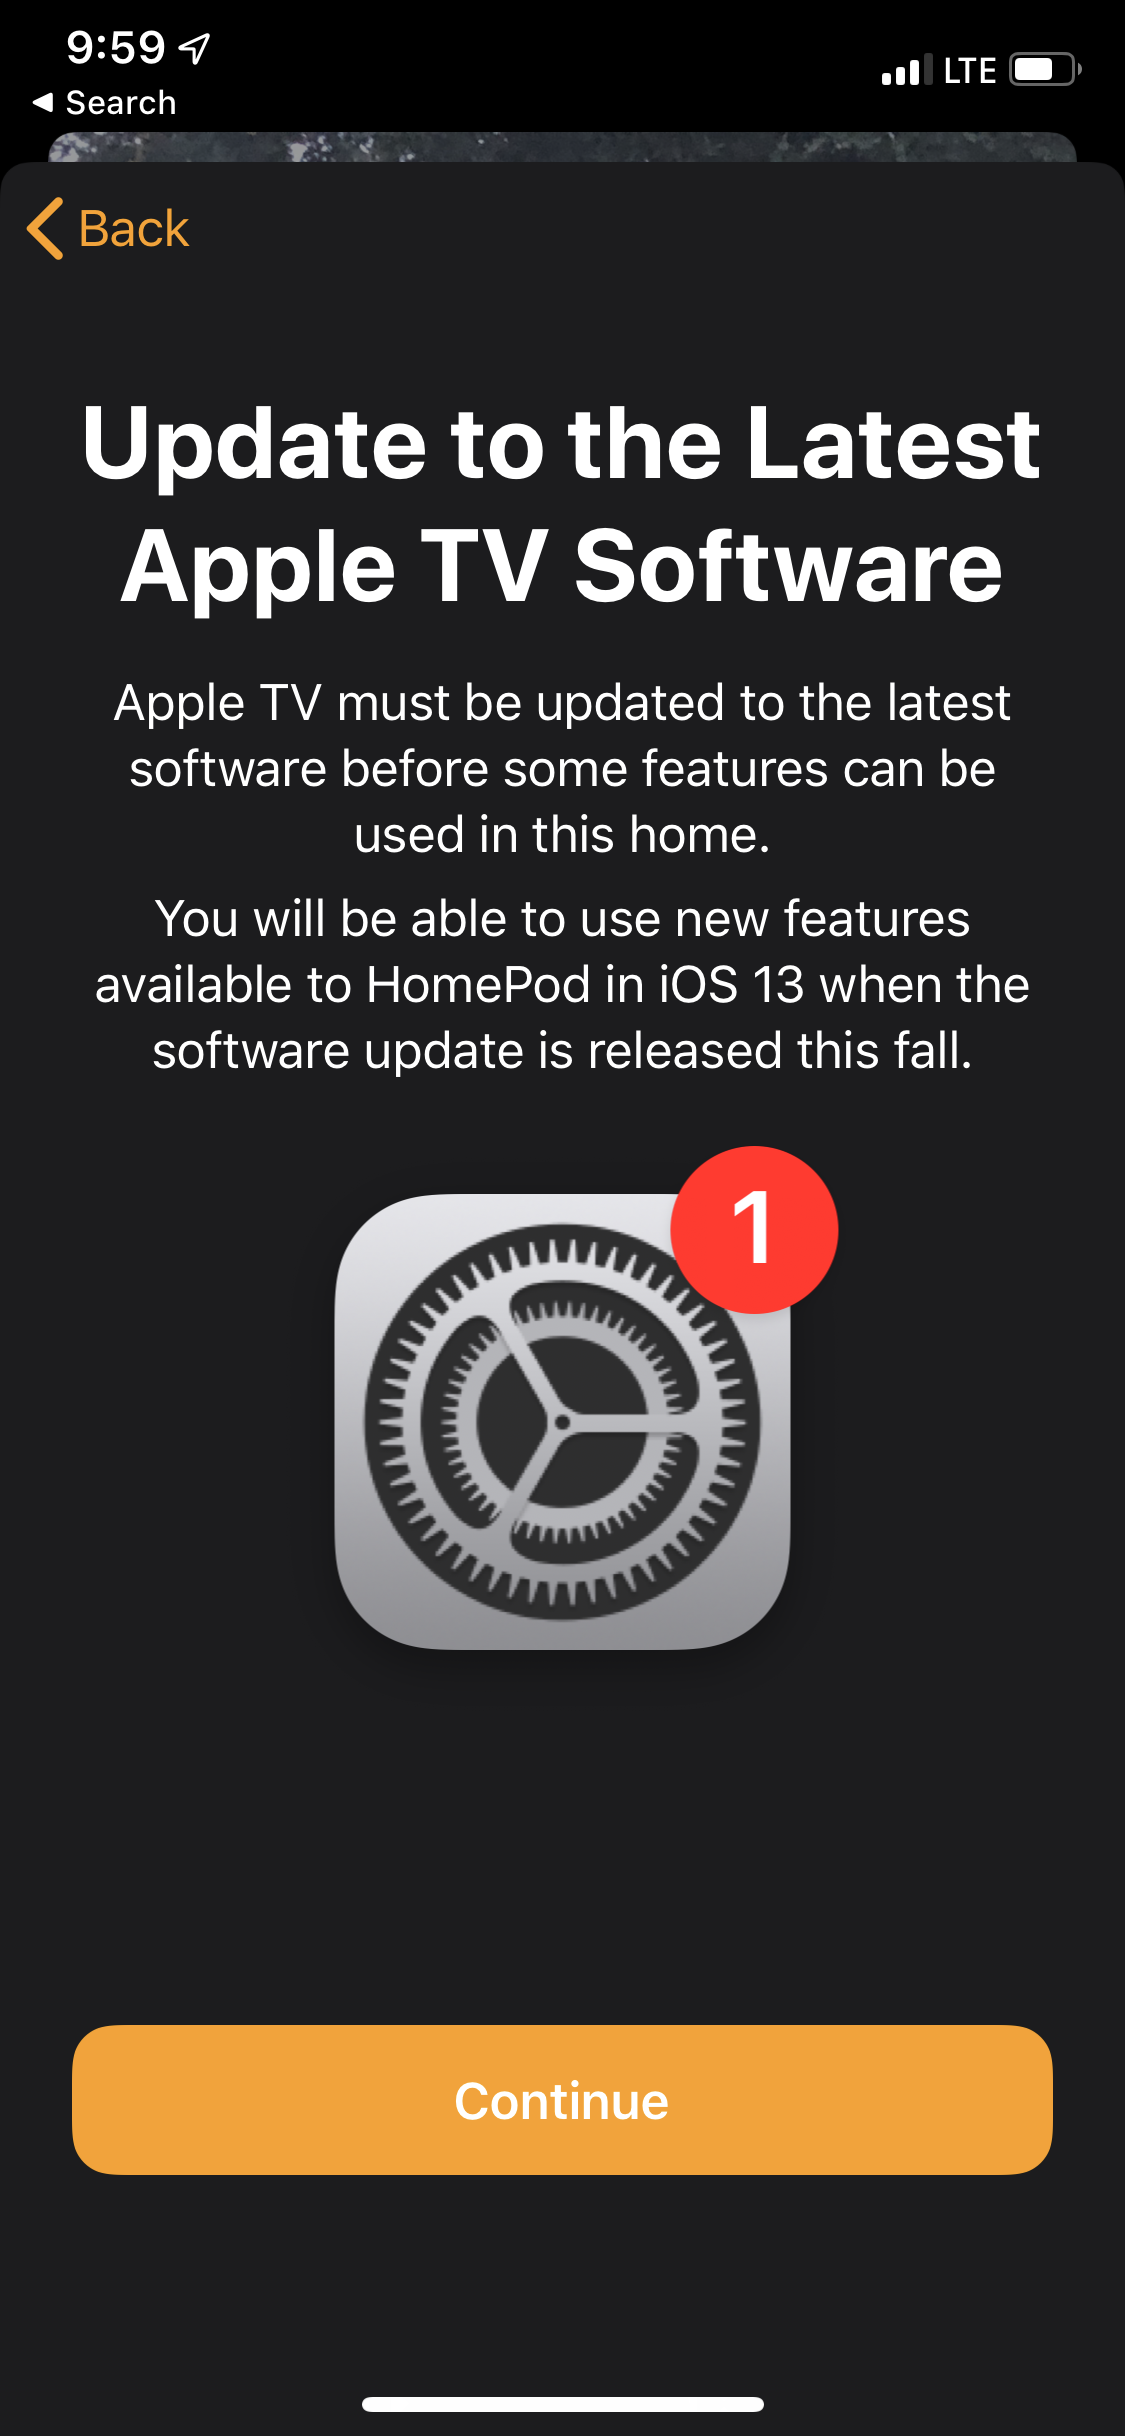 9:59
LTE
Search
Back
Update to the Latest
Apple TV Software
Apple TV must be updated to the latest
software before some features can be
used in this home.
You will be able to use new features
available to HomePod in iOS 13 when the
software update is released this fall.
1
Continue